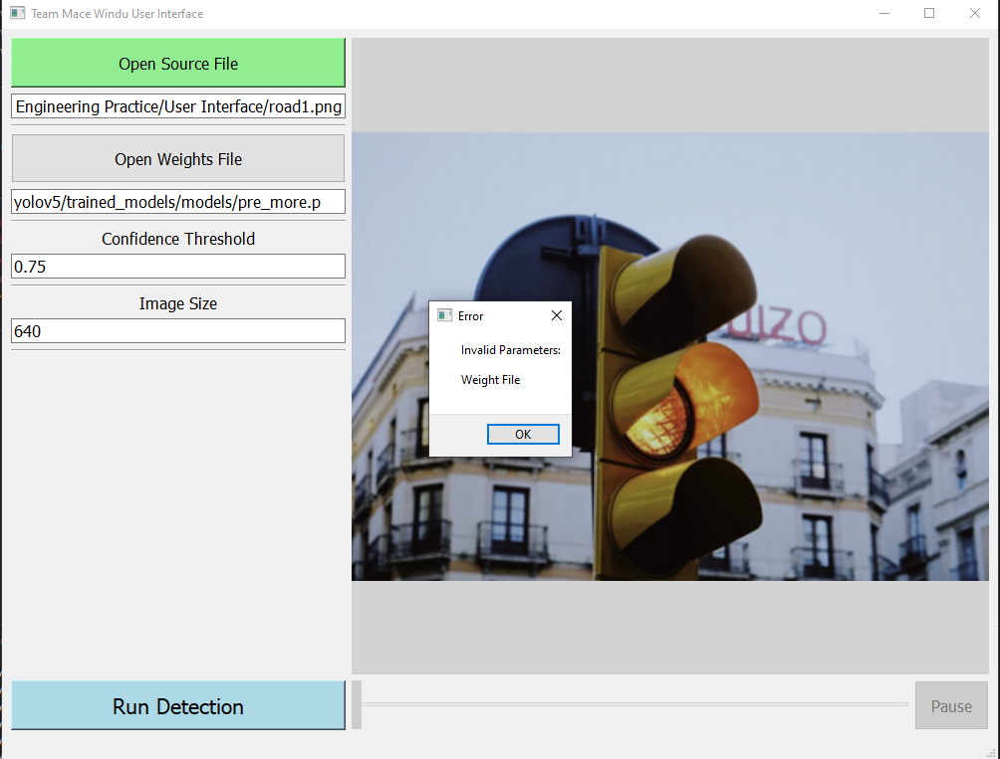 Team Mace Windu User Interface
Open Source File
Engineering Practice/User Interface/road1.png
Open Weights File
yolov5/trained_models/models/pre_more.p
Confidence Threshold
0.75
Image Size
640
Error
Invalid Parameters:
Weight File
OK
Run Detection
Pause